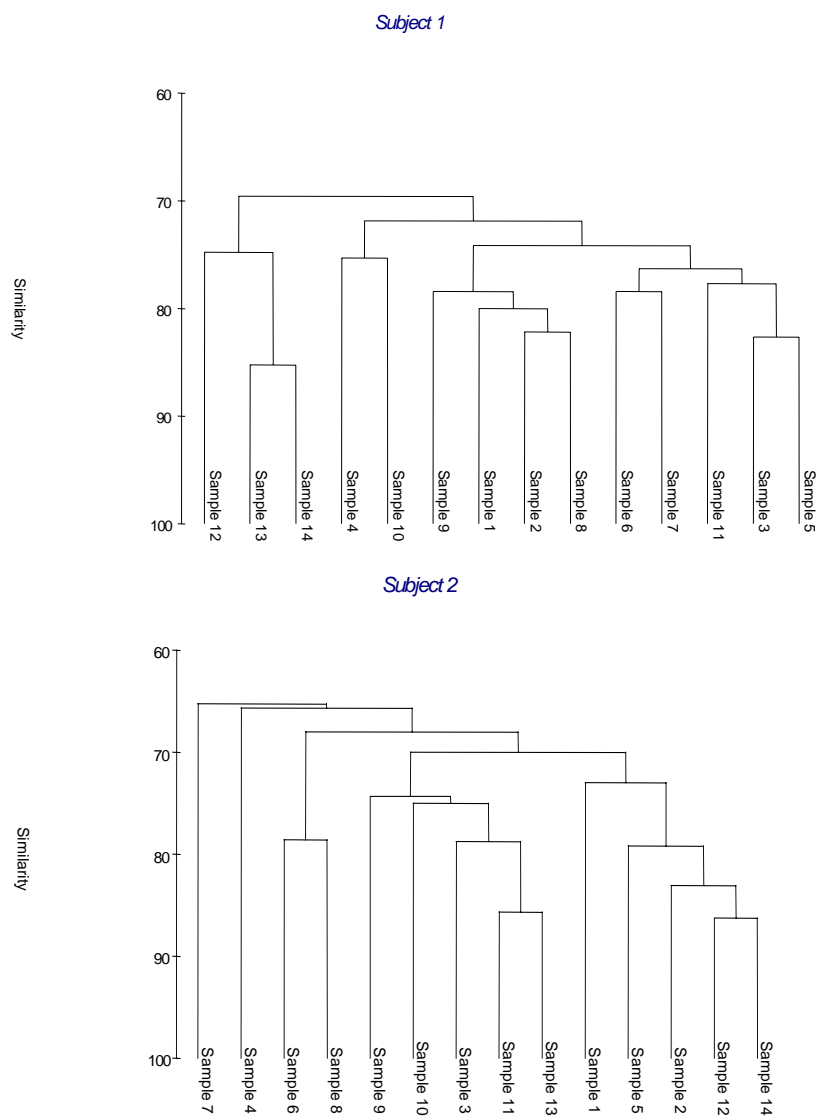 Subject 1
Similarity
60
70
80
90
100
Sample 12
Sample 13
Sample 14
Sample 4
Sample 10
Sample 9
Sample 1
Sample 2
Sample 8
Sample 6
Sample 7
Sample 11
Sample 3
Sample 5
Subject 2
Similarity
60
70
80
90
100
Sample 7
Sample 4
Sample 6
Sample 8
Sample 9
Sample 10
Sample 3
Sample 11
Sample 13
Sample 1
Sample 5
Sample 2
Sample 12
Sample 14